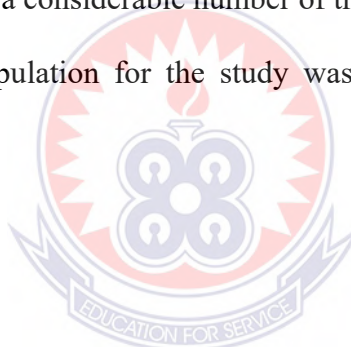 a considerable number of th
pulation for the study was
EDUCATION FOR SERVICE